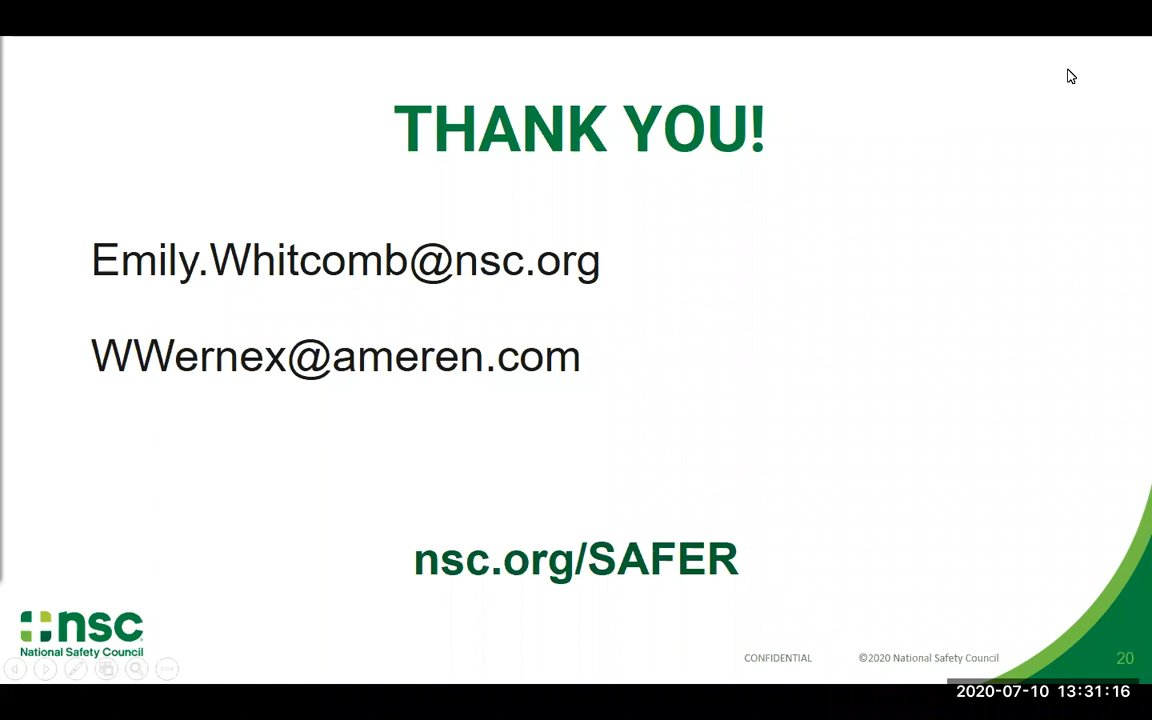 THANK YOU!
Emily.Whitcomb@nsc.org
WWernex@ameren.com
nsc.org/SAFER
nsc
National Safety Council
CONFIDENTIAL
©2020 National Safety Council
20
2020-07-10 13:31:16